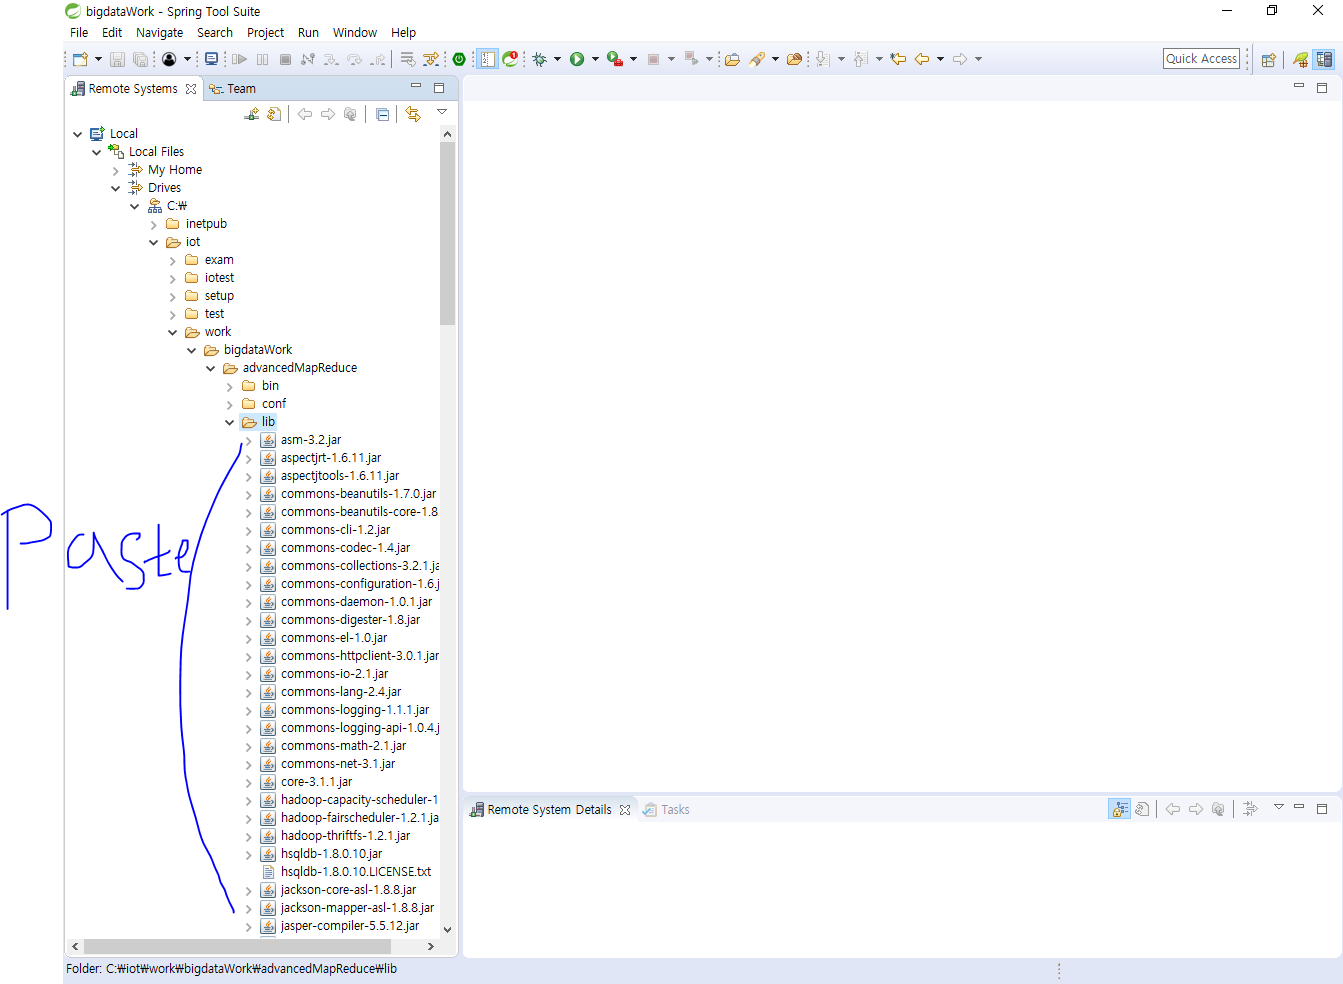 bigdataWork - Spring Tool Suite
File Edit Navigate Search Project Run Window Help
Quick Access
Remote Systems Team
Local
Local Files
My Home
Drives
C:₩
inetpub
iot
exam
iotest
setup
test
work
bigdataWork
advancedMapReduce
bin
conf
lib
asm-3.2.jar
aspectjrt-1.6.11.jar
aspectjtools-1.6.11.jar
commons-beanutils-1.7.0.jar
commons-beanutils-core-1.8
commons-cli-1.2.jar
commons-codec-1.4.jar
commons-collections-3.2.1.ja
commons-configuration-1.6.j
commons-daemon-1.0.1.jar
commons-digester-1.8.jar
commons-el-1.0.jar
commons-httpclient-3.0.1.jar
commons-io-2.1.jar
commons-lang-2.4.jar
commons-logging-1.1.1.jar
commons-logging-api-1.0.4.j
commons-math-2.1.jar
commons-net-3.1.jar
core-3.1.1.jar
hadoop-capacity-scheduler-1
hadoop-fairscheduler-1.2.1.ja
hadoop-thriftfs-1.2.1.jar
hsqldb-1.8.0.10.jar
hsqldb-1.8.0.10.LICENSE.txt
jackson-core-asl-1.8.8.jar
jackson-mapper-asl-1.8.8.jar
jasper-compiler-5.5.12.jar
Paste
Remote System Details Tasks
Folder: C:₩iot₩work₩bigdataWork₩advancedMapReduce₩lib